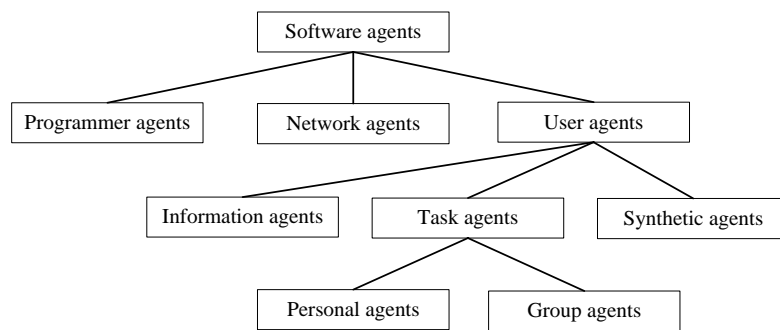 Software agents
Programmer agents
Network agents
User agents
Information agents
Task agents
Synthetic agents
Personal agents
Group agents